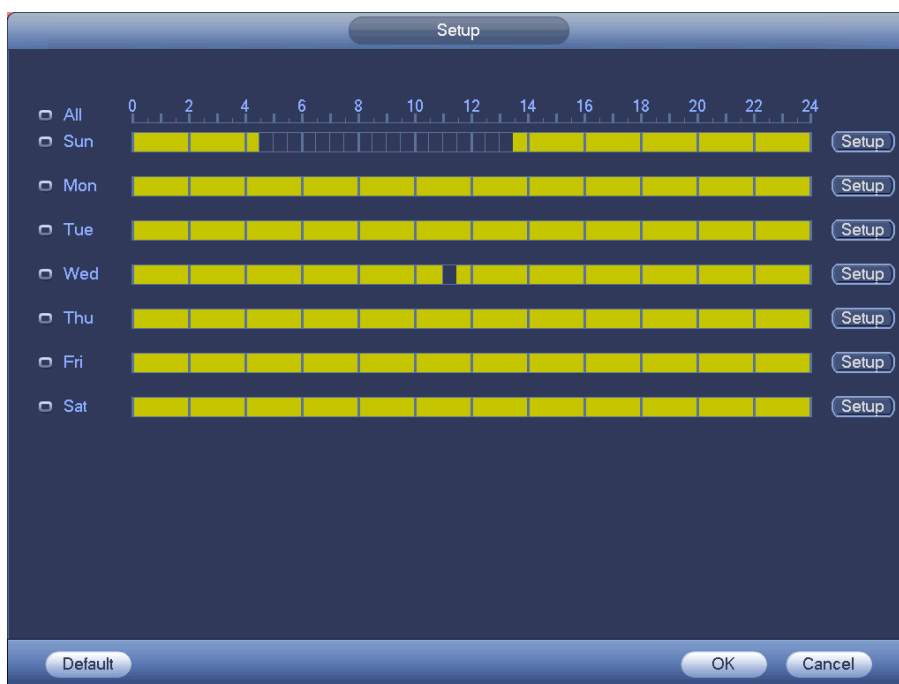 Setup
All 0 2 4 6 8 10 12 14 16 18 20 22 24
Sun Setup
Mon Setup
Tue Setup
Wed Setup
Thu Setup
Fri Setup
Sat Setup
Default OK Cancel